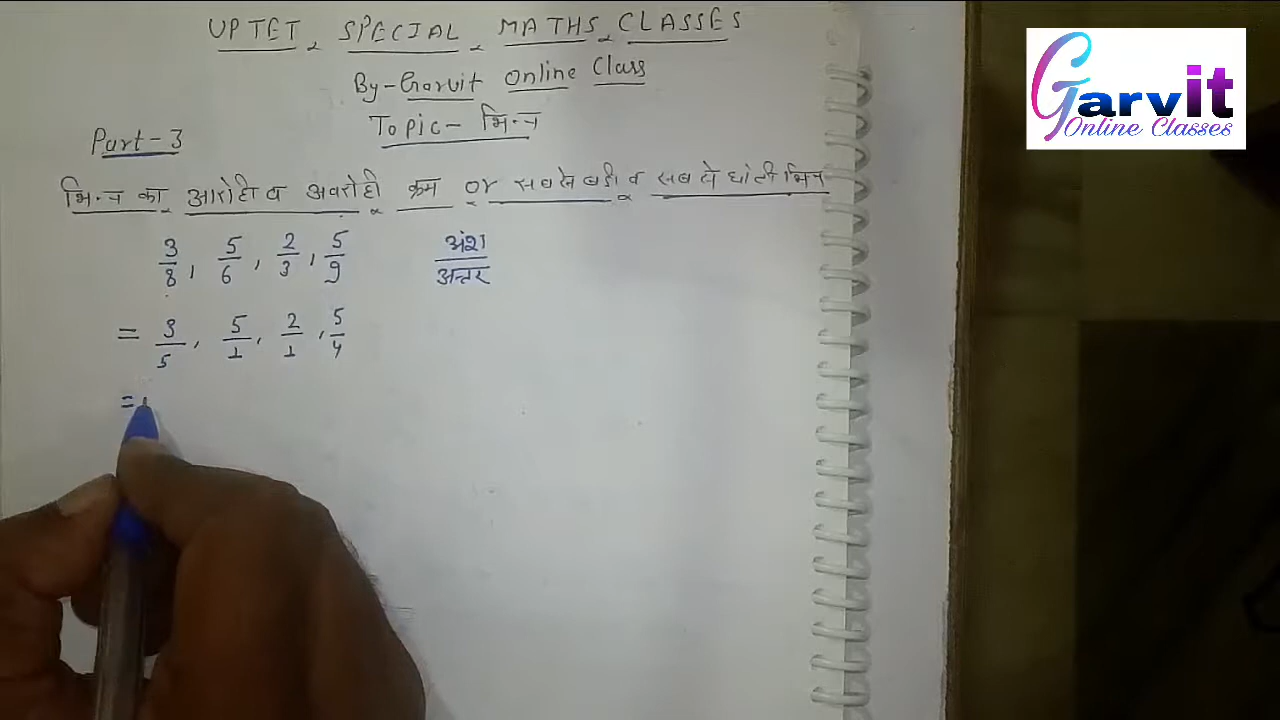 UPTET SPECIAL MATHS CLASSES
By-Garvit Online Class
Topic- भिन्न
Part-3
भिन्न का आरोही व अवरोही क्रम or सबसे बडी व सबसे छोटी भिन्न
3/8, 5/6, 2/3, 5/9 अंश/अन्तर
= 3/5, 5/1, 2/1, 5/4
=
Garvit
Online Classes